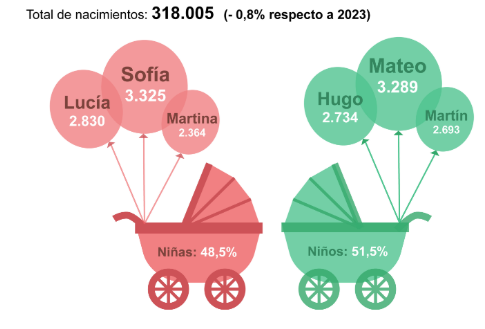 Total de nacimientos: 318.005 (- 0,8% respecto a 2023)
Sofía
3.325
Lucía
2.830
Martina
2.364
Mateo
3.289
Hugo
2.734
Martín
2.693
Niñas: 48,5%
Niños: 51,5%